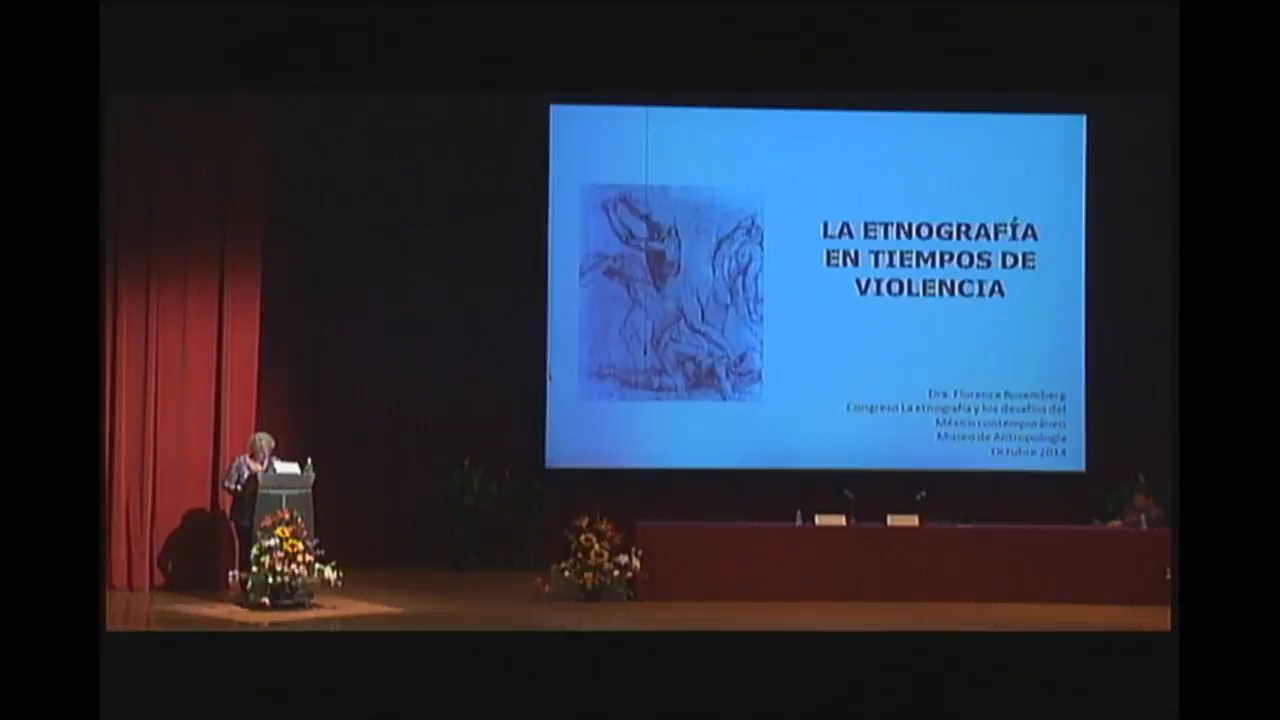 LA ETNOGRAFÍA
EN TIEMPOS DE
VIOLENCIA
Dra. Florence Rosemberg
Congreso La etnografía y los desafíos del
México contemporáneo
Museo de Antropología
Octubre 2014